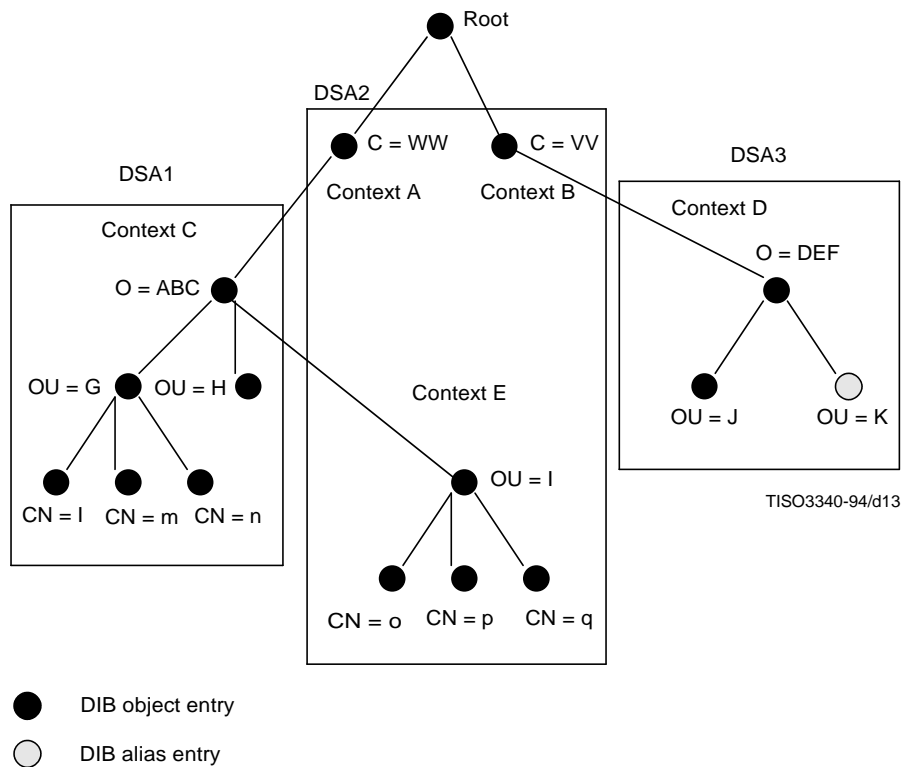 Root
DSA2
C = WW
C = VV
DSA3
DSA1
Context A
Context B
Context D
Context C
O = DEF
O = ABC
OU = G
OU = H
Context E
OU = J
OU = K
OU = I
TISO3340-94/d13
CN = l
CN = m
CN = n
CN = o
CN = p
CN = q
DIB object entry
DIB alias entry